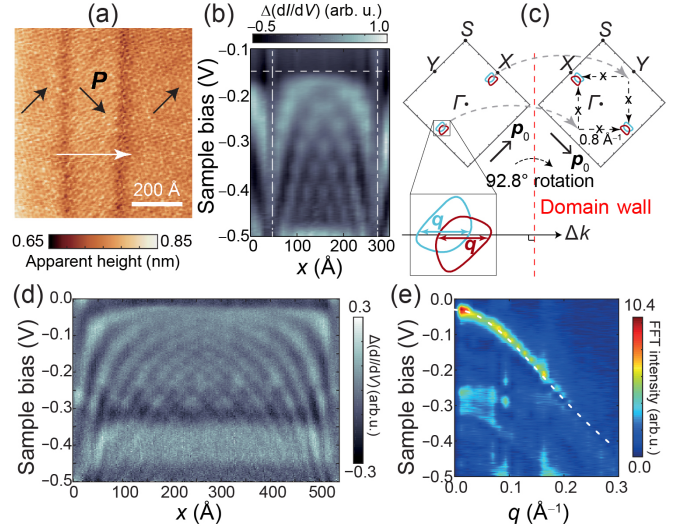 (a)
P
200 Å
0.65
0.85
Apparent height (nm)
(b)
Δ(dI/dV) (arb. u.)
−0.5
1.0
Sample bias (V)
−0.1
−0.2
−0.3
−0.4
−0.5
0
100
200
300
x (Å)
(c)
S
Y
X
Γ
p₀
S
X
Y
Γ
x
x
x
x
0.8 Å⁻¹
p₀
92.8° rotation
Domain wall
q
q
Δk
(d)
Sample bias (V)
0.0
−0.1
−0.2
−0.3
−0.4
−0.5
0
100
200
300
400
500
x (Å)
0.3
Δ(dI/dV)
(arb.u.)
−0.3
(e)
Sample bias (V)
0.0
−0.1
−0.2
−0.3
−0.4
−0.5
0.0
0.1
0.2
0.3
q (Å⁻¹)
10.4
FFT intensity
(arb.u.)
0.0